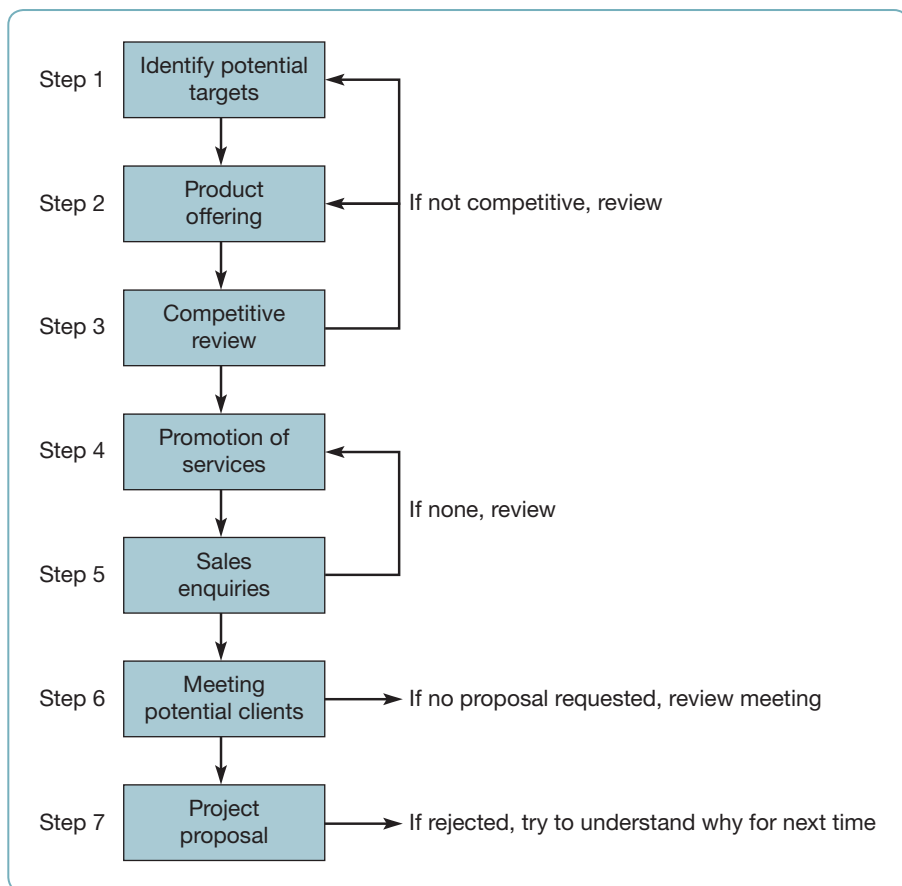 Step 1
Identify potential
targets
Step 2
Product
offering
If not competitive, review
Step 3
Competitive
review
Step 4
Promotion of
services
If none, review
Step 5
Sales
enquiries
Step 6
Meeting
potential clients
If no proposal requested, review meeting
Step 7
Project
proposal
If rejected, try to understand why for next time